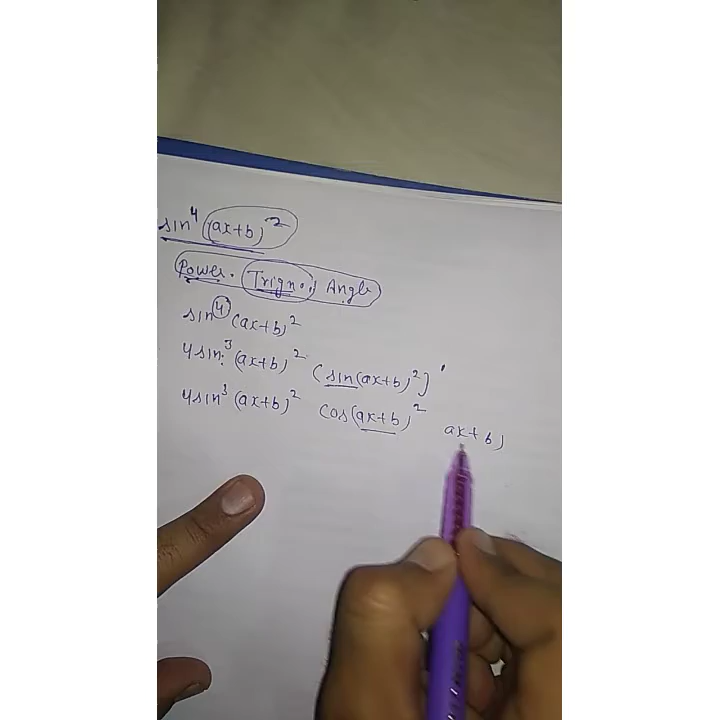 sin⁴ (ax+b)²
Power. Trigno, Angle
sin⁴ (ax+b)²
4sin³ (ax+b)² (sin(ax+b)²)'
4sin³ (ax+b)² cos(ax+b)² ax+b)